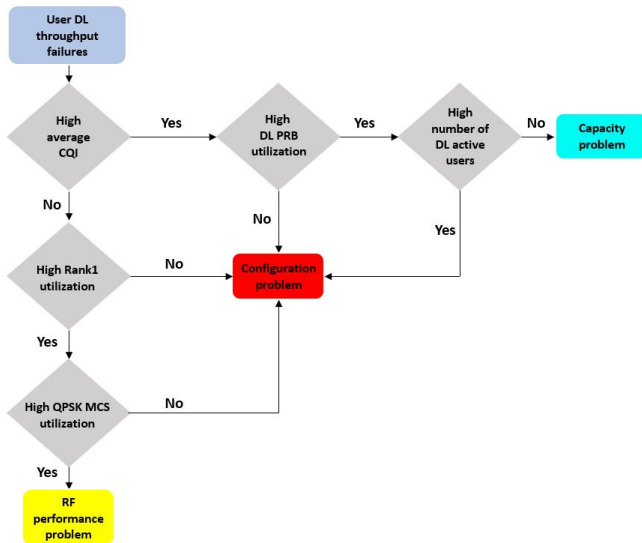 User DL
throughput
failures
High
average
CQI
Yes
High
DL PRB
utilization
Yes
High
number of
DL active
users
No
Capacity
problem
No
No
Yes
High Rank1
utilization
No
Configuration
problem
Yes
High QPSK MCS
utilization
No
Yes
RF
performance
problem